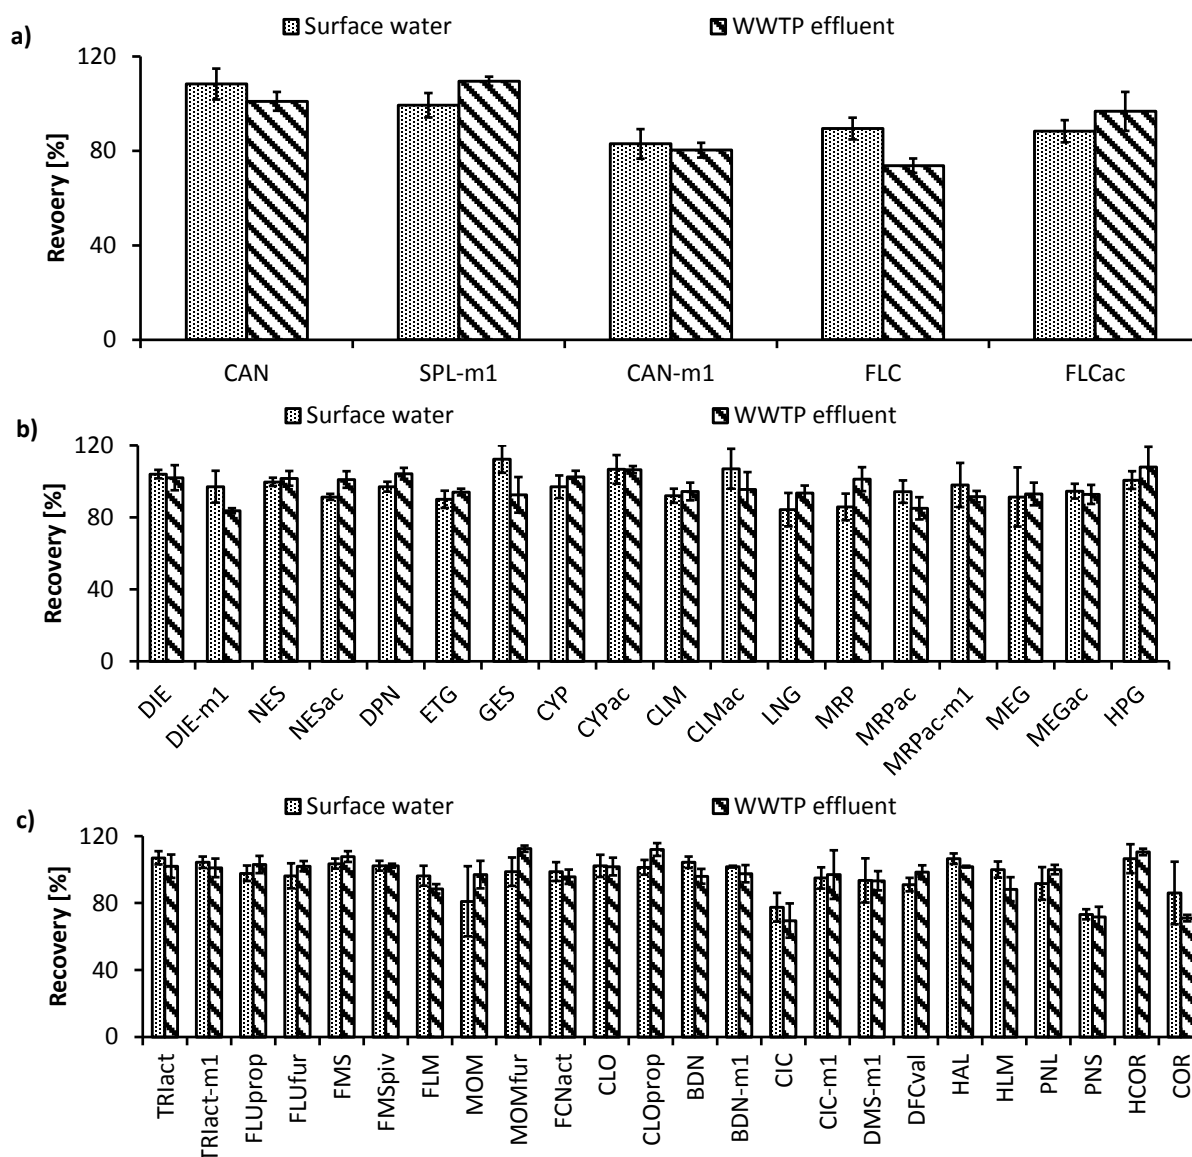 a)
Surface water WWTP effluent
Revoery [%]
120
80
40
0
CAN SPL-m1 CAN-m1 FLC FLCac
b)
Surface water WWTP effluent
Recovery [%]
120
80
40
0
DIE DIE-m1 NES NESac DPN ETG GES CYP CYPac CLM CLMac LNG MRP MRPac MRPac-m1 MEG MEGac HPG
c)
Surface water WWTP effluent
Recovery [%]
120
80
40
0
TRIact TRIact-m1 FLUprop FLUfur FMS FMSpiv FLM MOM MOMfur FCNact CLO CLOprop BDN BDN-m1 CIC CIC-m1 DMS-m1 DFCval HAL HLM PNL PNS HCOR COR